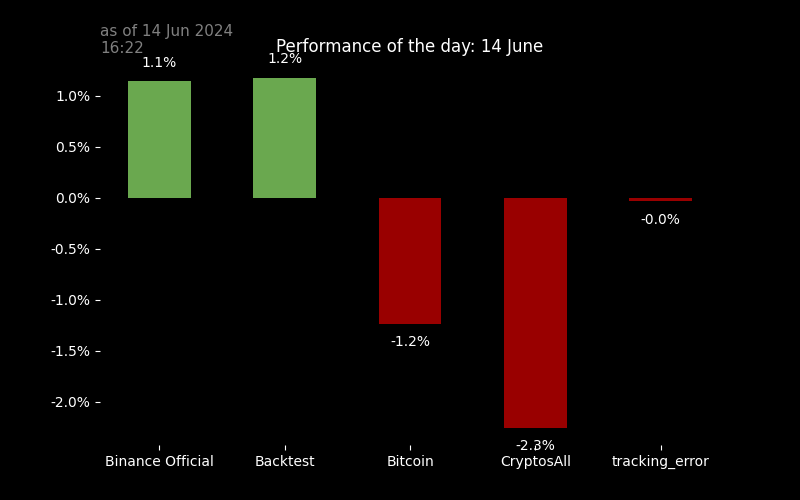 as of 14 Jun 2024
16:22
Performance of the day: 14 June
1.1%
1.2%
1.0%
0.5%
0.0%
-0.0%
-0.5%
-1.0%
-1.2%
-1.5%
-2.0%
-2.3%
Binance Official
Backtest
Bitcoin
CryptosAll
tracking_error